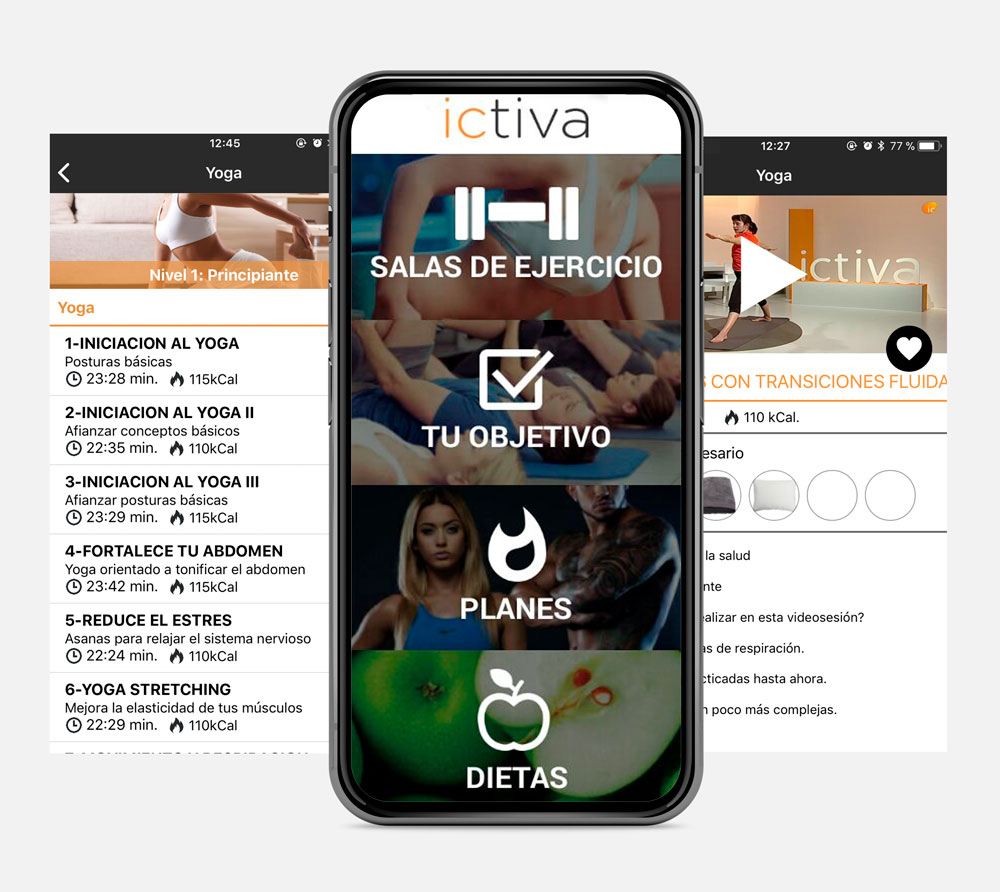 12:45
Yoga
Nivel 1: Principiante
Yoga
1-INICIACION AL YOGA
Posturas básicas
23:28 min. 115kCal
2-INICIACION AL YOGA II
Afianzar conceptos básicos
22:35 min. 110kCal
3-INICIACION AL YOGA III
Afianzar posturas básicas
23:29 min. 115kCal
4-FORTALECE TU ABDOMEN
Yoga orientado a tonificar el abdomen
23:42 min. 115kCal
5-REDUCE EL ESTRES
Asanas para relajar el sistema nervioso
22:24 min. 110kCal
6-YOGA STRETCHING
Mejora la elasticidad de tus músculos
22:29 min. 110kCal
ictiva
SALAS DE EJERCICIO
TU OBJETIVO
PLANES
DIETAS
12:27 77 %
Yoga
ic
ictiva
CON TRANSICIONES FLUIDA
110 kCal.
esario
la salud
nte
ealizar en esta videosesión?
as de respiración.
cticadas hasta ahora.
n poco más complejas.